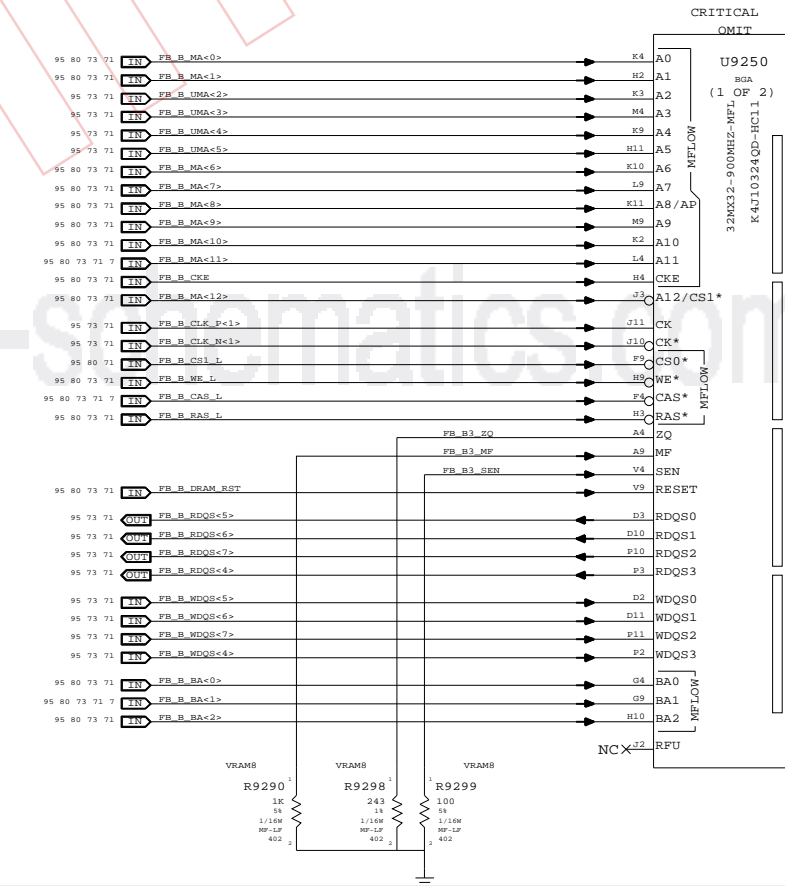 CRITICAL
OMIT
U9250
BGA
(1 OF 2)
32MX32-900MHZ-MFL
K4J10324QD-HC11
95 80 73 71 IN FB_B_MA<0> K4 A0
95 80 73 71 IN FB_B_MA<1> H2 A1
95 73 71 IN FB_B_UMA<2> K3 A2
95 73 71 IN FB_B_UMA<3> M4 A3
95 73 71 IN FB_B_UMA<4> K9 A4
95 73 71 IN FB_B_UMA<5> H11 A5
95 80 73 71 IN FB_B_MA<6> K10 A6
95 80 73 71 IN FB_B_MA<7> L9 A7
95 80 73 71 IN FB_B_MA<8> K11 A8/AP
95 80 73 71 IN FB_B_MA<9> M9 A9
95 80 73 71 IN FB_B_MA<10> K2 A10
95 80 73 71 7 IN FB_B_MA<11> L4 A11
95 80 73 71 IN FB_B_CKE H4 CKE
MFLOW
95 80 73 71 IN FB_B_MA<12> J3 A12/CS1*
95 73 71 IN FB_B_CLK_P<1> J11 CK
95 73 71 IN FB_B_CLK_N<1> J10 CK*
95 80 71 IN FB_B_CS1_L F9 CS0*
95 80 73 71 IN FB_B_WE_L H9 WE*
95 80 73 71 7 IN FB_B_CAS_L F4 CAS*
95 80 73 71 IN FB_B_RAS_L H3 RAS*
MFLOW
FB_B3_ZQ A4 ZQ
FB_B3_MF A9 MF
FB_B3_SEN V4 SEN
95 80 73 71 IN FB_B_DRAM_RST V9 RESET
95 73 71 OUT FB_B_RDQS<5> D3 RDQS0
95 73 71 OUT FB_B_RDQS<6> D10 RDQS1
95 73 71 OUT FB_B_RDQS<7> P10 RDQS2
95 73 71 OUT FB_B_RDQS<4> P3 RDQS3
95 73 71 IN FB_B_WDQS<5> D2 WDQS0
95 73 71 IN FB_B_WDQS<6> D11 WDQS1
95 73 71 IN FB_B_WDQS<7> P11 WDQS2
95 73 71 IN FB_B_WDQS<4> P2 WDQS3
95 80 73 71 IN FB_B_BA<0> G4 BA0
95 80 73 71 7 IN FB_B_BA<1> G9 BA1
95 80 73 71 IN FB_B_BA<2> H10 BA2
MFLOW
NC J2 RFU
VRAM8 VRAM8 VRAM8
1 1 1
R9290 R9298 R9299
1K 243 100
5% 1% 5%
1/16W 1/16W 1/16W
MF-LF MF-LF MF-LF
402 402 402
2 2 2
-schematics.com